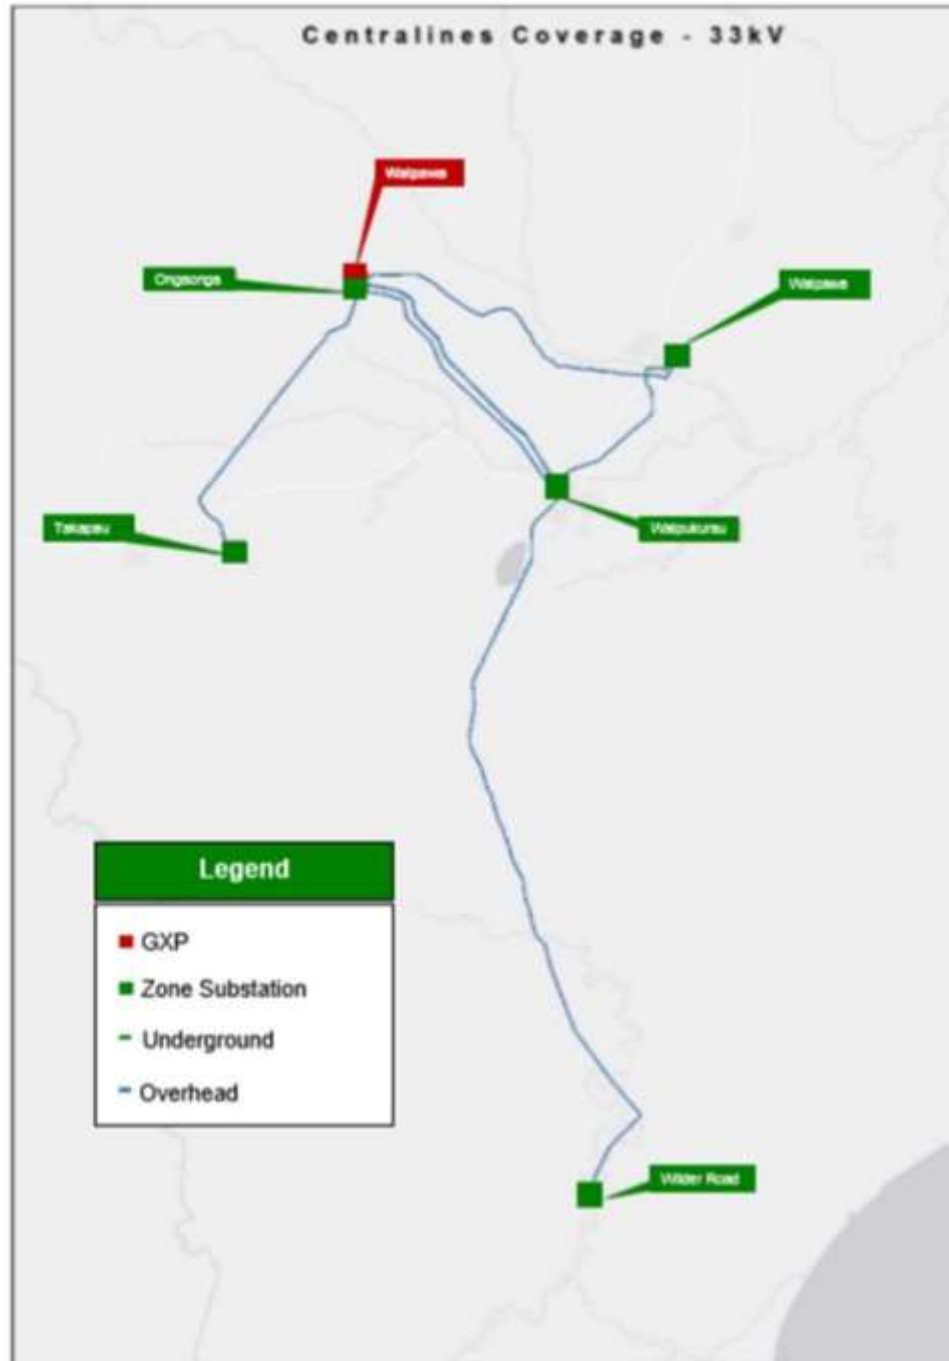 Centralines Coverage - 33kV
Waipawa
Ongaonga
Waipawa
Takapau
Waipukurau
Legend
GXP
Zone Substation
Underground
Overhead
Wilder Road